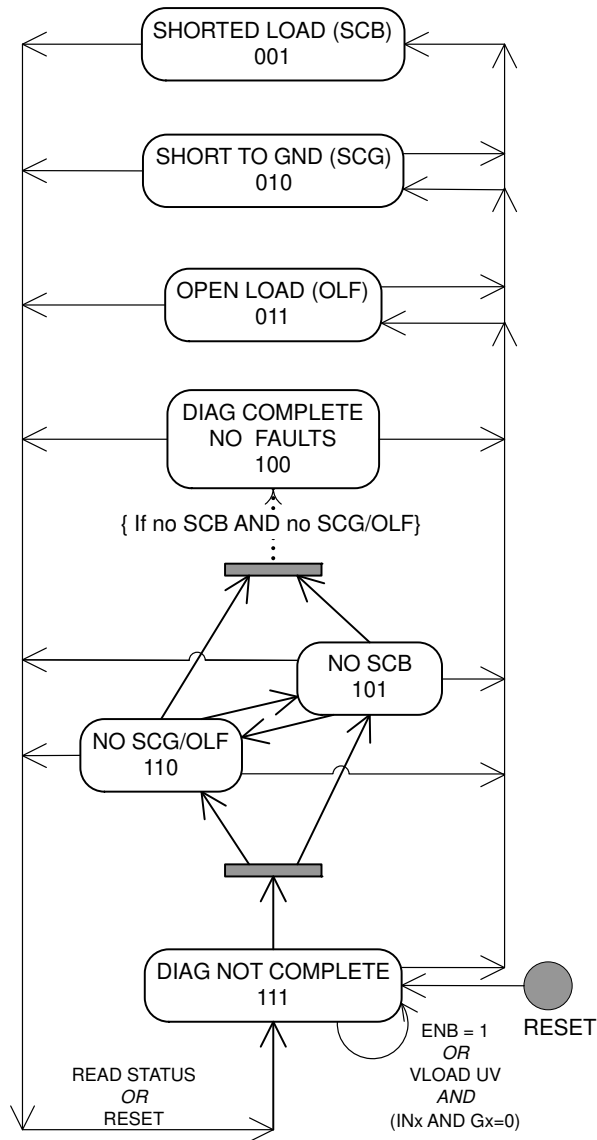 SHORTED LOAD (SCB)
001
SHORT TO GND (SCG)
010
OPEN LOAD (OLF)
011
DIAG COMPLETE
NO FAULTS
100
{ If no SCB AND no SCG/OLF}
NO SCB
101
NO SCG/OLF
110
DIAG NOT COMPLETE
111
RESET
ENB = 1
OR
VLOAD UV
AND
(INx AND Gx=0)
READ STATUS
OR
RESET